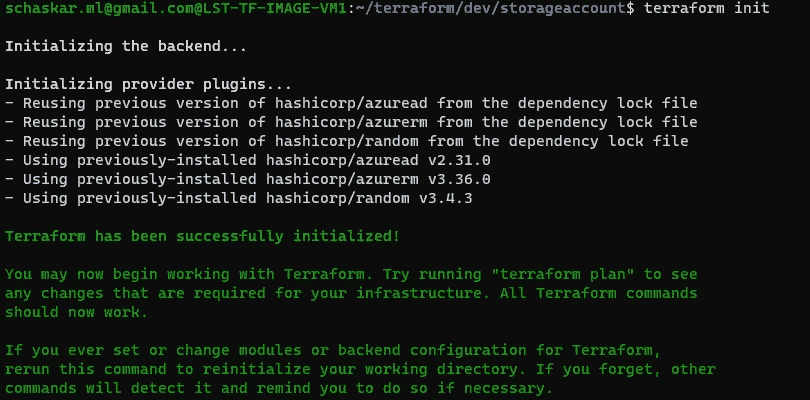 schaskar.ml@gmail.com@LST-TF-IMAGE-VM1:~/terraform/dev/storageaccount$ terraform init
Initializing the backend...
Initializing provider plugins...
- Reusing previous version of hashicorp/azuread from the dependency lock file
- Reusing previous version of hashicorp/azurerm from the dependency lock file
- Reusing previous version of hashicorp/random from the dependency lock file
- Using previously-installed hashicorp/azuread v2.31.0
- Using previously-installed hashicorp/azurerm v3.36.0
- Using previously-installed hashicorp/random v3.4.3
Terraform has been successfully initialized!
You may now begin working with Terraform. Try running "terraform plan" to see
any changes that are required for your infrastructure. All Terraform commands
should now work.
If you ever set or change modules or backend configuration for Terraform,
rerun this command to reinitialize your working directory. If you forget, other
commands will detect it and remind you to do so if necessary.